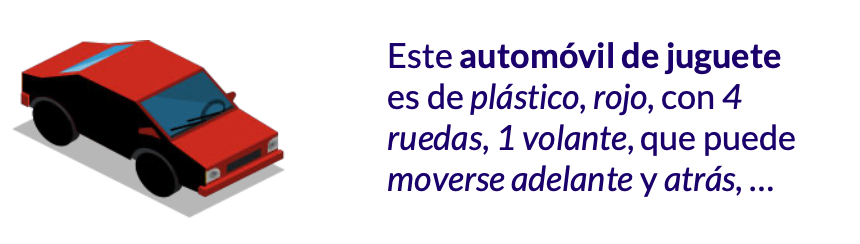 Este automóvil de juguete
es de plástico, rojo, con 4
ruedas, 1 volante, que puede
moverse adelante y atrás, ...